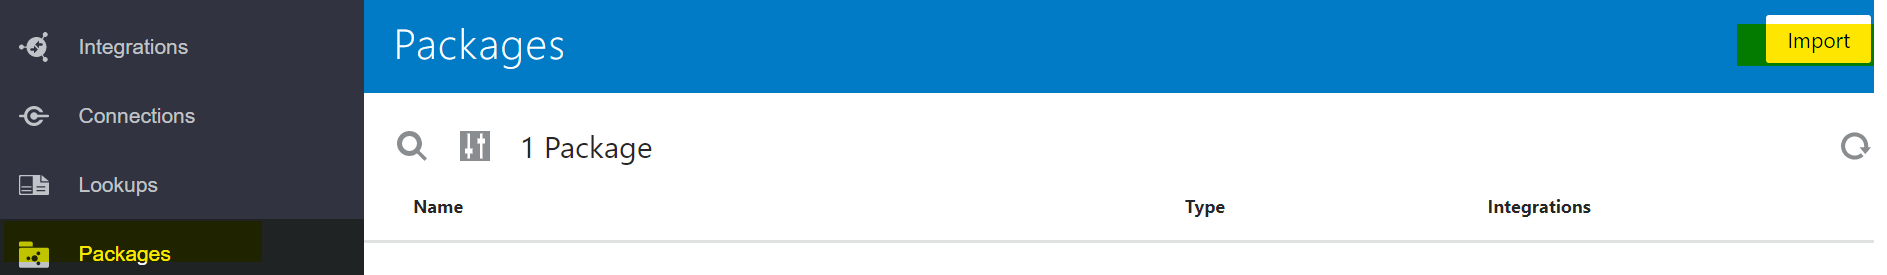 Integrations
Connections
Lookups
Packages
Packages
Import
1 Package
Name Type Integrations